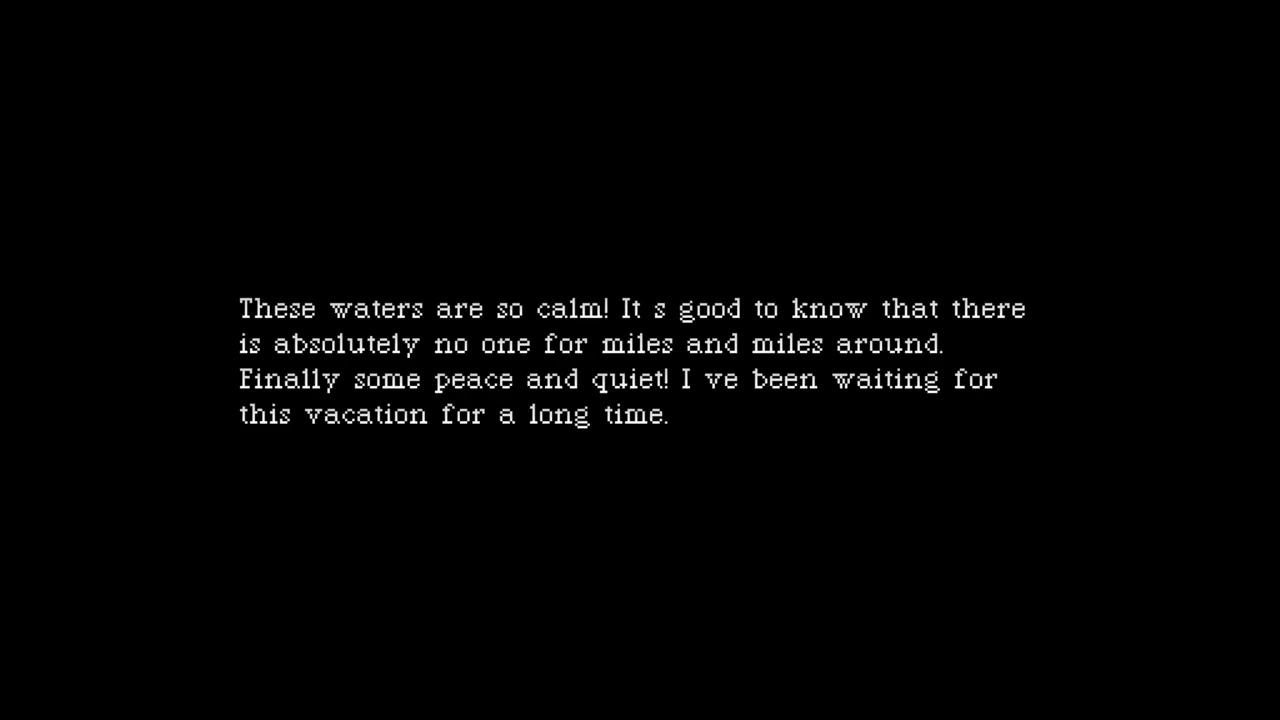 These waters are so calm! It s good to know that there
is absolutely no one for miles and miles around.
Finally some peace and quiet! I ve been waiting for
this vacation for a long time.